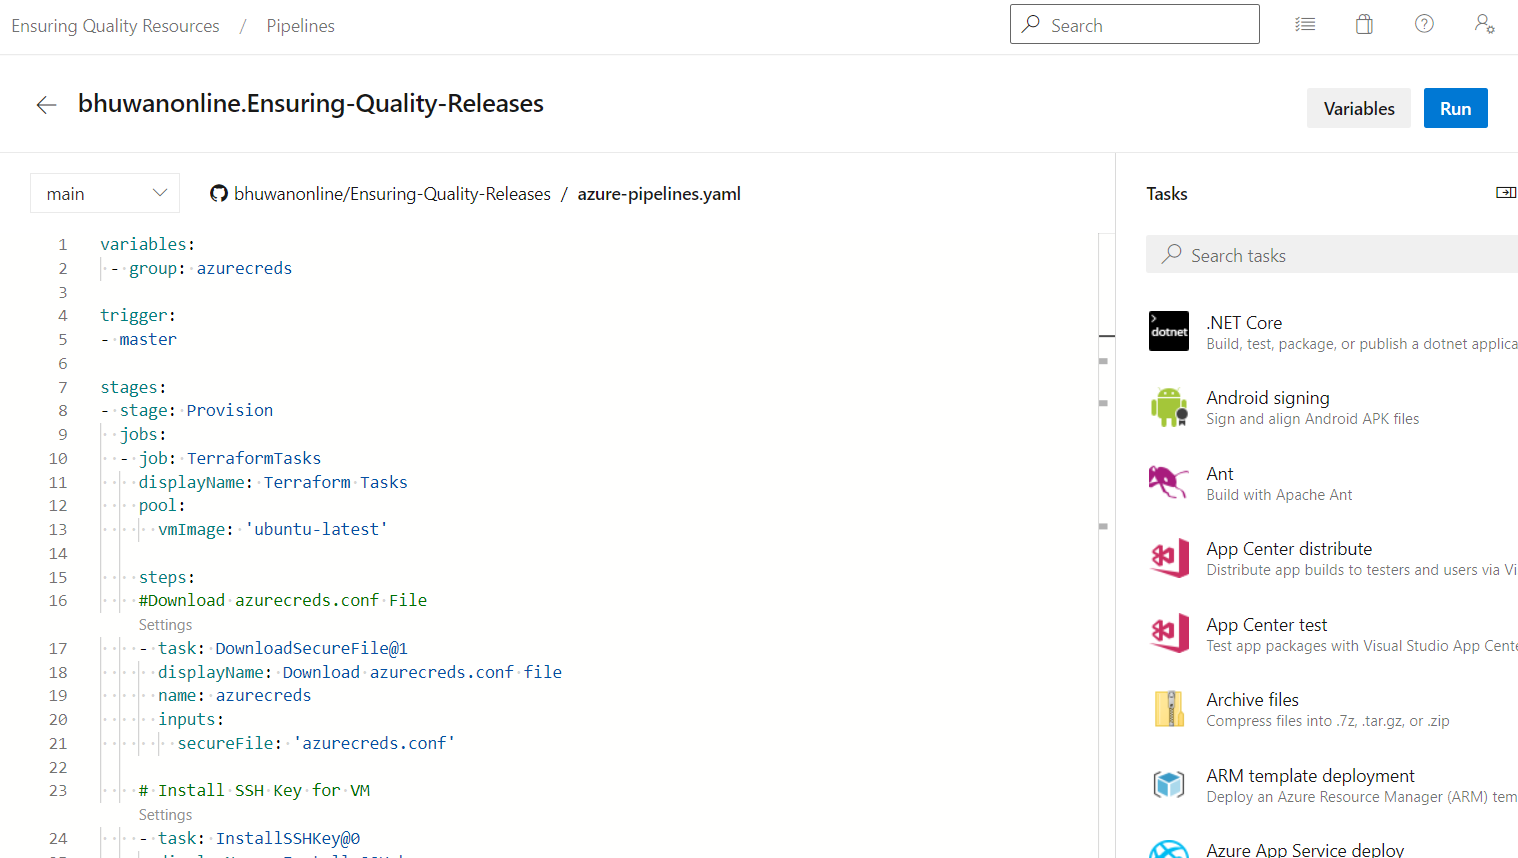 Ensuring Quality Resources / Pipelines
Search
bhuwanonline.Ensuring-Quality-Releases
Variables
Run
main
bhuwanonline/Ensuring-Quality-Releases / azure-pipelines.yaml
1 variables:
2 - group: azurecreds
3
4 trigger:
5 - master
6
7 stages:
8 - stage: Provision
9 jobs:
10 - job: TerraformTasks
11 displayName: Terraform Tasks
12 pool:
13 vmImage: 'ubuntu-latest'
14
15 steps:
16 #Download azurecreds.conf File
Settings
17 - task: DownloadSecureFile@1
18 displayName: Download azurecreds.conf file
19 name: azurecreds
20 inputs:
21 secureFile: 'azurecreds.conf'
22
23 # Install SSH Key for VM
Settings
24 - task: InstallSSHKey@0
Tasks
Search tasks
dotnet
.NET Core
Build, test, package, or publish a dotnet applica
Android signing
Sign and align Android APK files
Ant
Build with Apache Ant
App Center distribute
Distribute app builds to testers and users via Vi
App Center test
Test app packages with Visual Studio App Cente
Archive files
Compress files into .7z, .tar.gz, or .zip
ARM template deployment
Deploy an Azure Resource Manager (ARM) tem
Azure App Service deploy